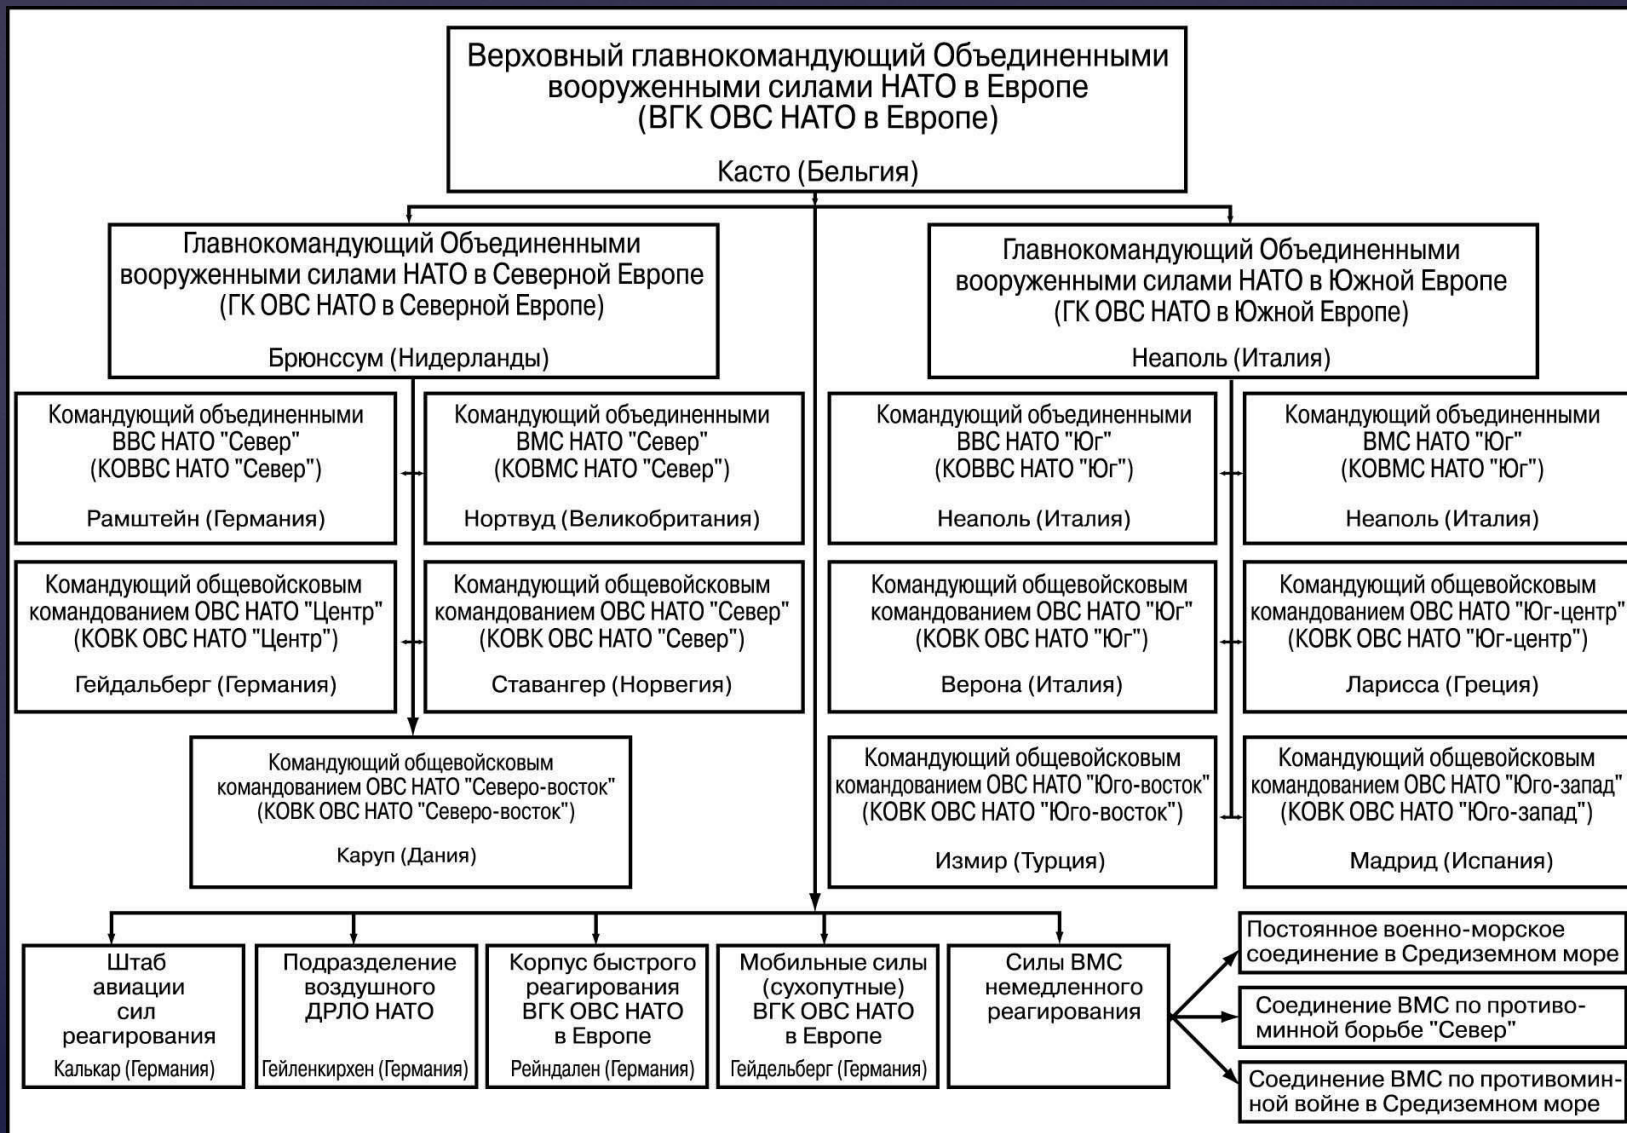 Верховный главнокомандующий Объединенными
вооруженными силами НАТО в Европе
(ВГК ОВС НАТО в Европе)
Касто (Бельгия)
Главнокомандующий Объединенными
вооруженными силами НАТО в Северной Европе
(ГК ОВС НАТО в Северной Европе)
Брюнссум (Нидерланды)
Главнокомандующий Объединенными
вооруженными силами НАТО в Южной Европе
(ГК ОВС НАТО в Южной Европе)
Неаполь (Италия)
Командующий объединенными
ВВС НАТО "Север"
(КОВВС НАТО "Север")
Рамштейн (Германия)
Командующий объединенными
ВМС НАТО "Север"
(КОВМС НАТО "Север")
Нортвуд (Великобритания)
Командующий объединенными
ВВС НАТО "Юг"
(КОВВС НАТО "Юг")
Неаполь (Италия)
Командующий объединенными
ВМС НАТО "Юг"
(КОВМС НАТО "Юг")
Неаполь (Италия)
Командующий общевойсковым
командованием ОВС НАТО "Центр"
(КОВК ОВС НАТО "Центр")
Гейдальберг (Германия)
Командующий общевойсковым
командованием ОВС НАТО "Север"
(КОВК ОВС НАТО "Север")
Ставангер (Норвегия)
Командующий общевойсковым
командованием ОВС НАТО "Юг"
(КОВК ОВС НАТО "Юг")
Верона (Италия)
Командующий общевойсковым
командованием ОВС НАТО "Юг-центр"
(КОВК ОВС НАТО "Юг-центр")
Ларисса (Греция)
Командующий общевойсковым
командованием ОВС НАТО "Северо-восток"
(КОВК ОВС НАТО "Северо-восток")
Каруп (Дания)
Командующий общевойсковым
командованием ОВС НАТО "Юго-восток"
(КОВК ОВС НАТО "Юго-восток")
Измир (Турция)
Командующий общевойсковым
командованием ОВС НАТО "Юго-запад"
(КОВК ОВС НАТО "Юго-запад")
Мадрид (Испания)
Штаб
авиации
сил
реагирования
Калькар (Германия)
Подразделение
воздушного
ДРЛО НАТО
Гейленкирхен (Германия)
Корпус быстрого
реагирования
ВГК ОВС НАТО
в Европе
Рейндален (Германия)
Мобильные силы
(сухопутные)
ВГК ОВС НАТО
в Европе
Гейдельберг (Германия)
Силы ВМС
немедленного
реагирования
Постоянное военно-морское
соединение в Средиземном море
Соединение ВМС по противо-
минной борьбе "Север"
Соединение ВМС по противомин-
ной войне в Средиземном море